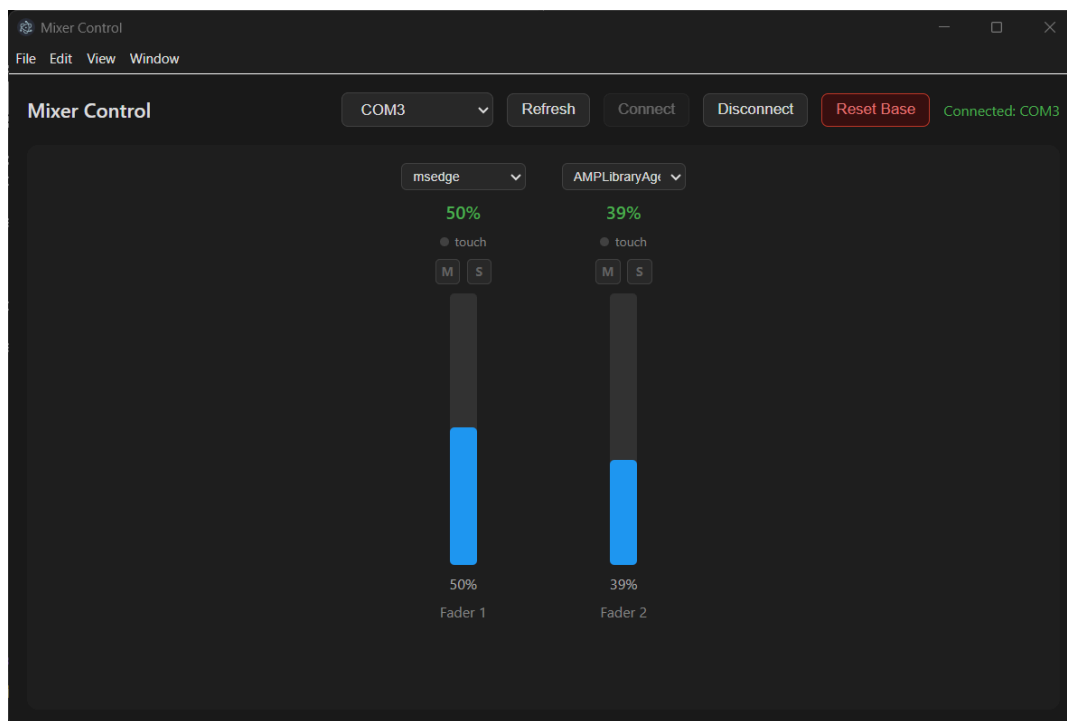 Mixer Control
File Edit View Window
Mixer Control COM3 Refresh Connect Disconnect Reset Base Connected: COM3
msedge AMPLibraryAge
50% 39%
touch touch
M S M S
50% 39%
Fader 1 Fader 2